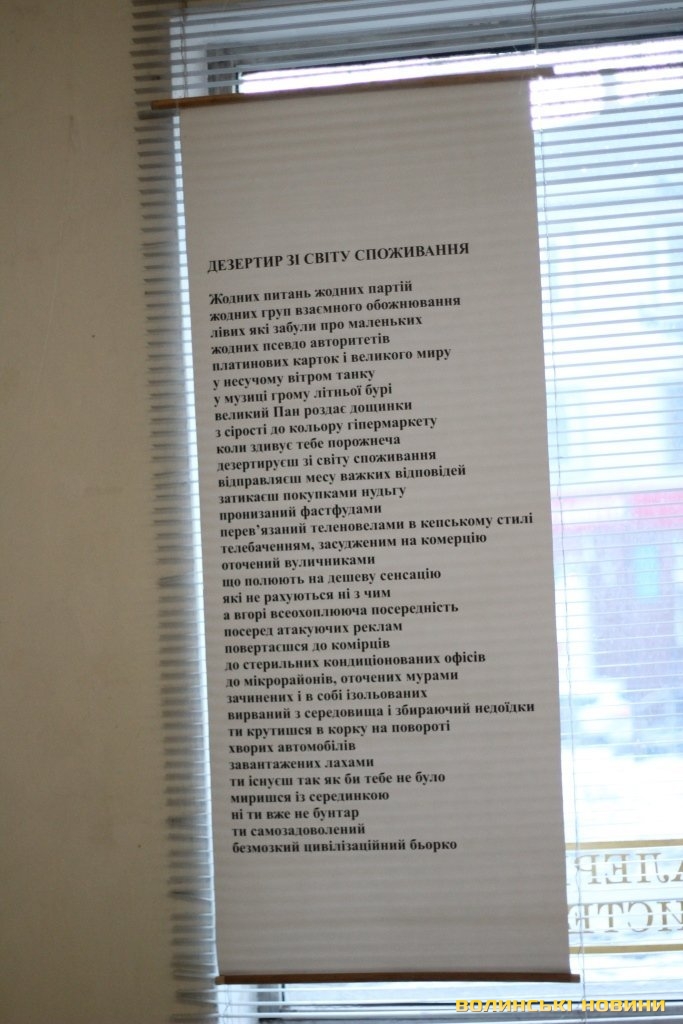 ДЕЗЕРТИР ЗІ СВІТУ СПОЖИВАННЯ
Жодних питань жодних партій
жодних груп взаємного обожнювання
лівих які забули про маленьких
жодних псевдо авторитетів
платинових карток і великого миру
у несучому вітром танку
у музиці грому літньої бурі
великий Пан роздає дощинки
з сірості до кольору гіпермаркету
коли здивує тебе порожнеча
дезертируєш зі світу споживання
відправляєш месу важких відповідей
затикаєш покупками нудьгу
пронизаний фастфудами
перев’язаний теленовелами в кепському стилі
телебаченням, засудженим на комерцію
оточений вуличниками
що полюють на дешеву сенсацію
які не рахуються ні з чим
а вгорі всеохоплююча посередність
посеред атакуючих реклам
повертаєшся до комірців
до стерильних кондиціонованих офісів
до мікрорайонів, оточених мурами
зачинених і в собі ізольованих
вирваний з середовища і збираючий недоїдки
ти крутишся в корку на повороті
хворих автомобілів
завантажених лахами
ти існуєш так як би тебе не було
миришся із серединкою
ні ти вже не бунтар
ти самозадоволений
безмозкий цивілізаційний бьорко
ВОЛИНСЬКІ НОВИНИ